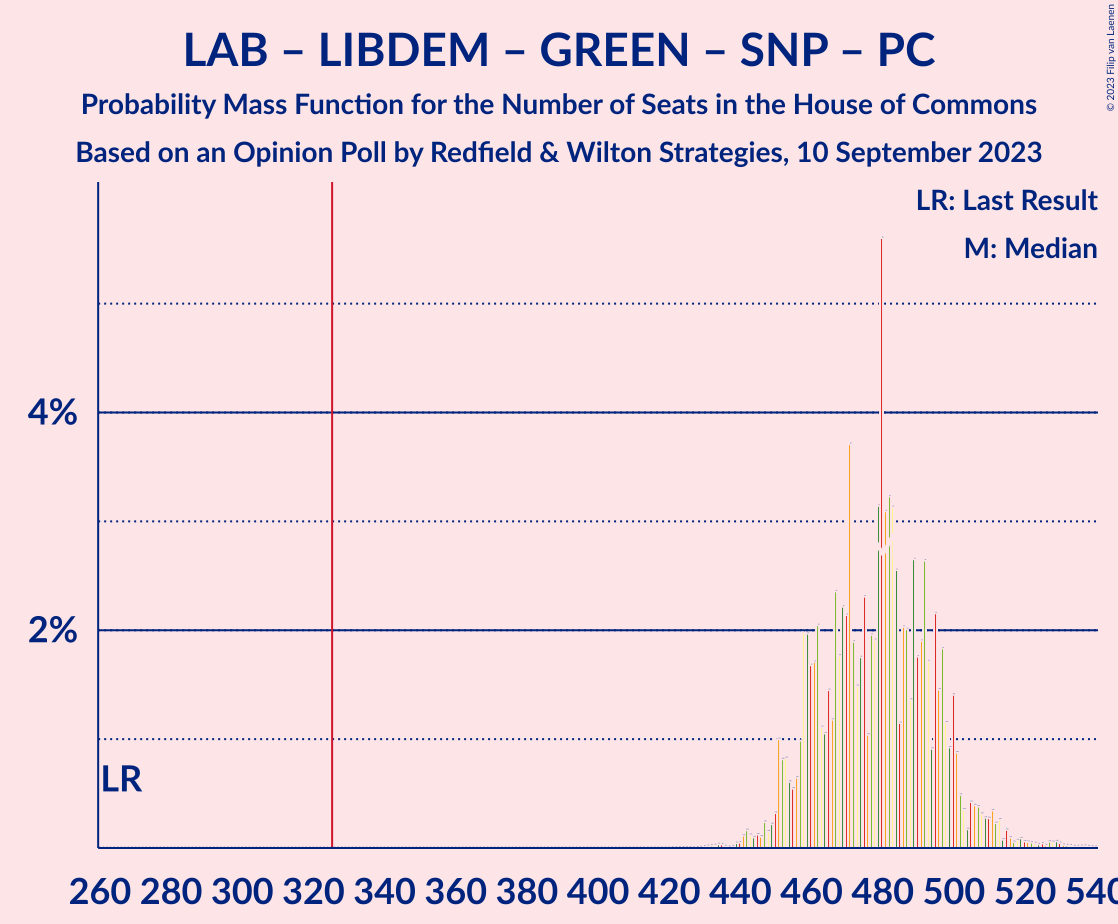 LAB – LIBDEM – GREEN – SNP – PC
Probability Mass Function for the Number of Seats in the House of Commons
Based on an Opinion Poll by Redfield & Wilton Strategies, 10 September 2023
© 2023 Filip van Laenen
LR: Last Result
M: Median
4%
2%
LR
260 280 300 320 340 360 380 400 420 440 460 480 500 520 540